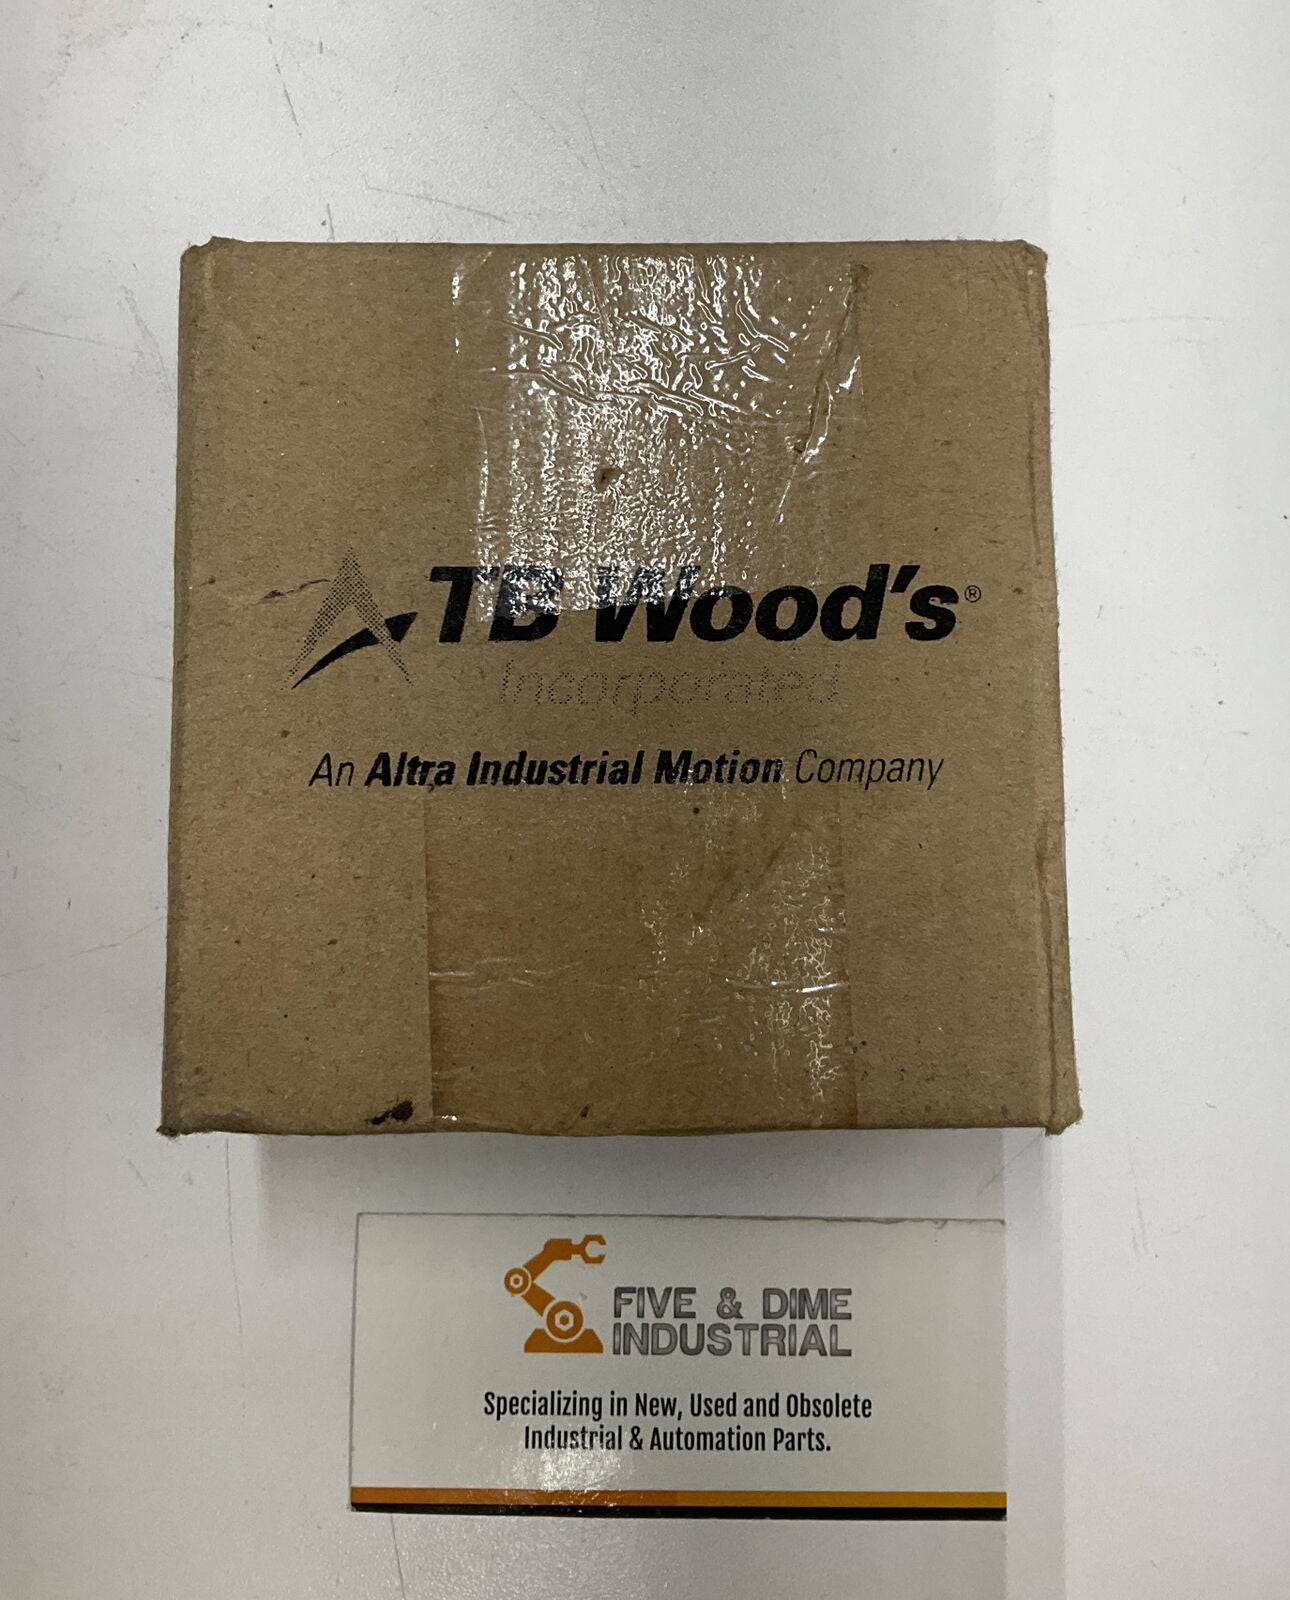 TB Wood's®
Incorporated
An Altra Industrial Motion Company
FIVE & DIME
INDUSTRIAL
Specializing in New, Used and Obsolete
Industrial & Automation Parts.